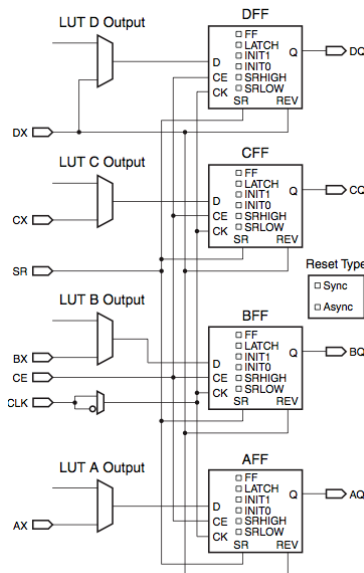 LUT D Output
DFF
FF
LATCH
INIT1
INIT0
SRHIGH
SRLOW
D
CE
CK
SR
REV
Q
DQ
DX
LUT C Output
CFF
FF
LATCH
INIT1
INIT0
SRHIGH
SRLOW
D
CE
CK
SR
REV
Q
CQ
CX
SR
Reset Type
Sync
Async
LUT B Output
BFF
FF
LATCH
INIT1
INIT0
SRHIGH
SRLOW
D
CE
CK
SR
REV
Q
BQ
BX
CE
CLK
LUT A Output
AFF
FF
LATCH
INIT1
INIT0
SRHIGH
SRLOW
D
CE
CK
SR
REV
Q
AQ
AX